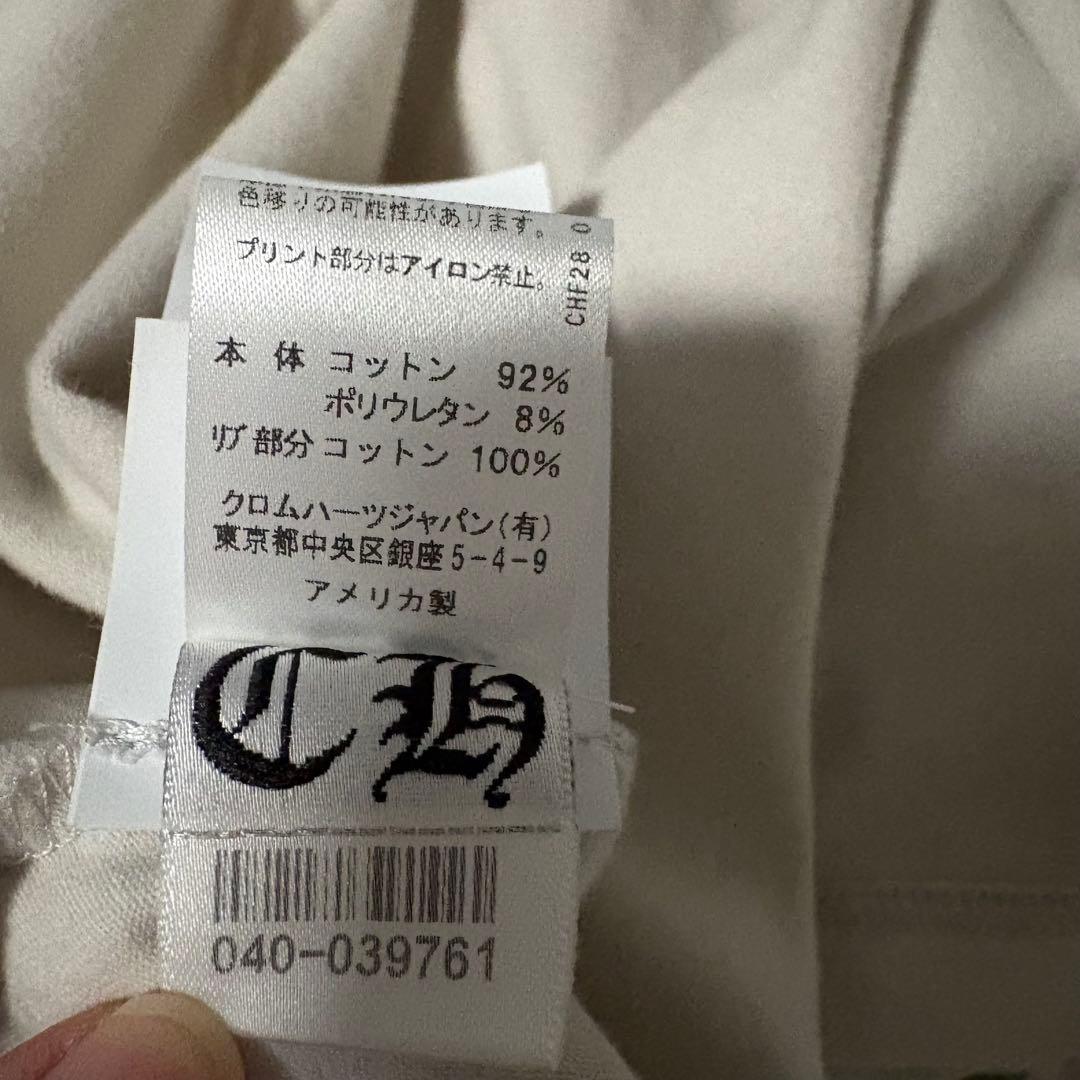 色移りの可能性があります。
プリント部分はアイロン禁止。
CHF28 0
本 体 コットン 92%
ポリウレタン 8%
リブ部分 コットン 100%
クロムハーツジャパン(有)
東京都中央区銀座5-4-9
アメリカ製
CH
040-039761